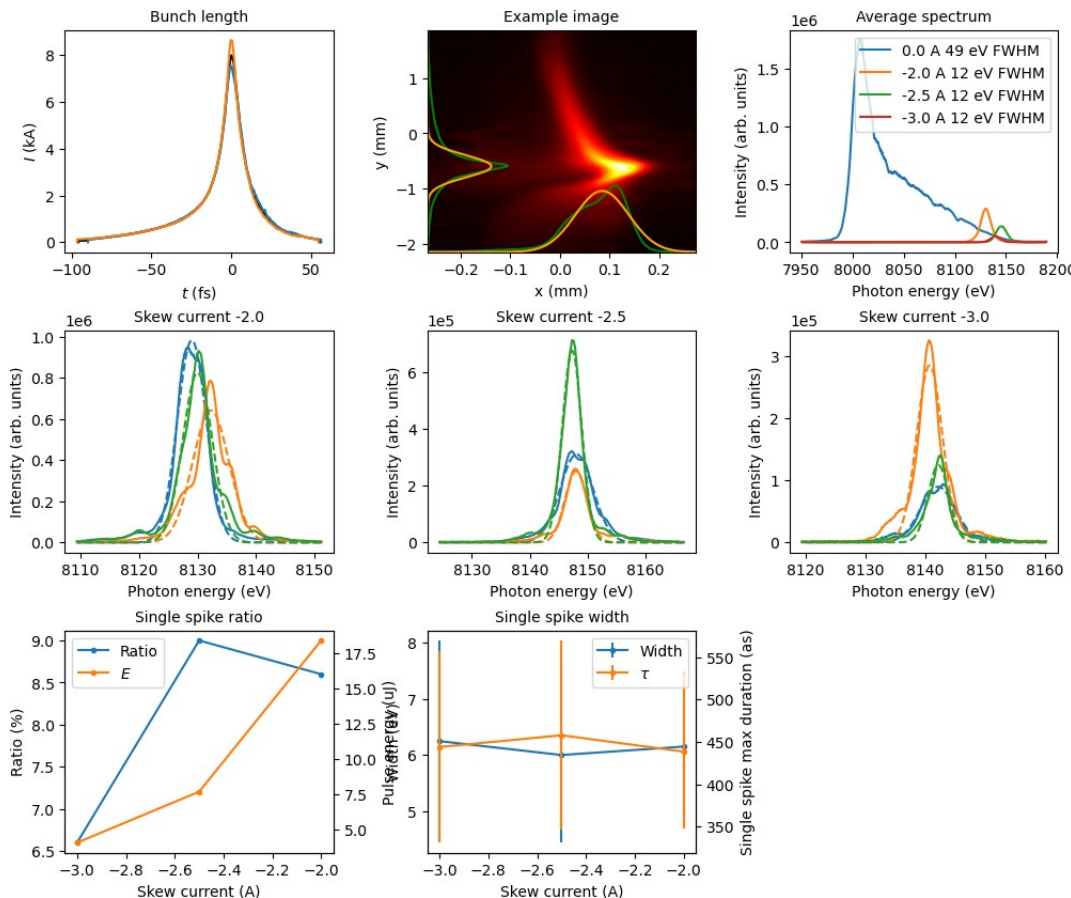 Bunch length
I (kA)
8
6
4
2
0
−100 −50 0 50
t (fs)
Example image
y (mm)
1
0
−1
−2
−0.2 −0.1 0.0 0.1 0.2
x (mm)
Average spectrum
1e6
Intensity (arb. units)
1.5
1.0
0.5
0.0
0.0 A 49 eV FWHM
-2.0 A 12 eV FWHM
-2.5 A 12 eV FWHM
-3.0 A 12 eV FWHM
7950 8000 8050 8100 8150 8200
Photon energy (eV)
Skew current -2.0
1e6
Intensity (arb. units)
1.0
0.8
0.6
0.4
0.2
0.0
8110 8120 8130 8140 8150
Photon energy (eV)
Skew current -2.5
1e5
Intensity (arb. units)
6
4
2
0
8130 8140 8150 8160
Photon energy (eV)
Skew current -3.0
1e5
Intensity (arb. units)
3
2
1
0
8120 8130 8140 8150 8160
Photon energy (eV)
Single spike ratio
Ratio (%)
9.0
8.5
8.0
7.5
7.0
6.5
Ratio
E
17.5
15.0
12.5
10.0
7.5
5.0
Pulse energy (uJ)
−3.0 −2.8 −2.6 −2.4 −2.2 −2.0
Skew current (A)
Single spike width
Width (eV)
8
7
6
5
Width
τ
550
500
450
400
350
Single spike max duration (as)
−3.0 −2.8 −2.6 −2.4 −2.2 −2.0
Skew current (A)